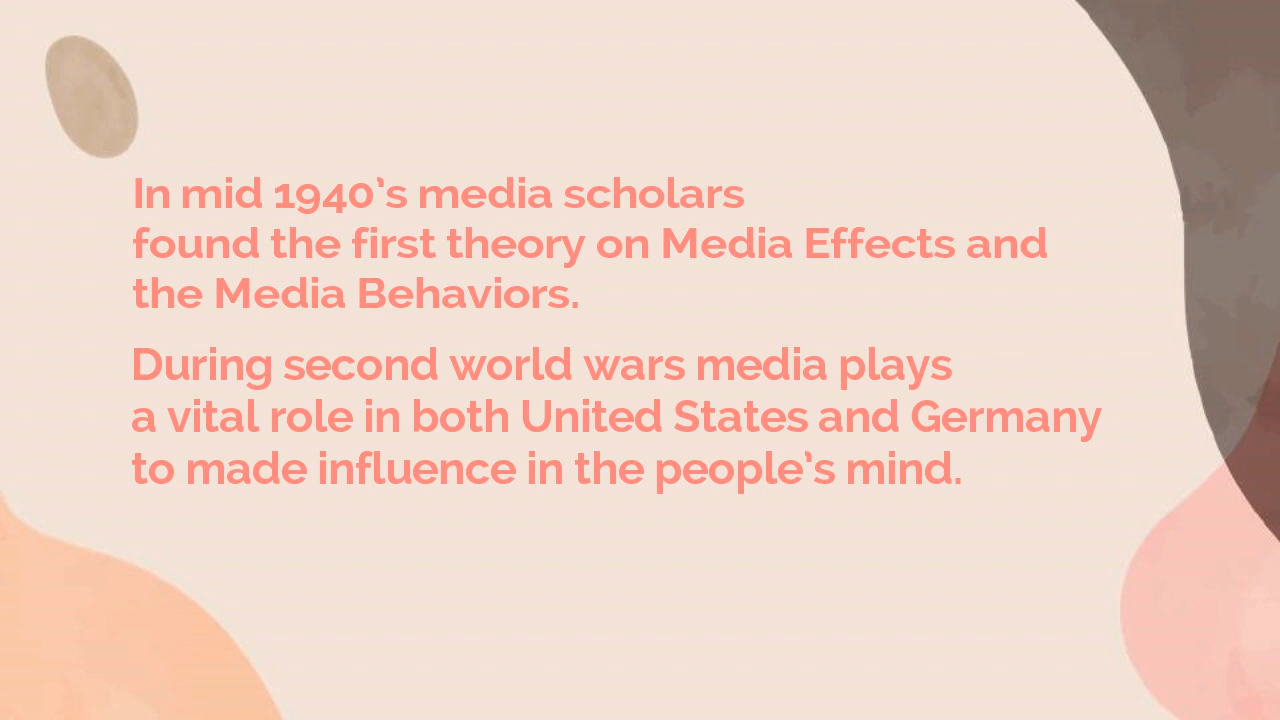 In mid 1940's media scholars
found the first theory on Media Effects and
the Media Behaviors.
During second world wars media plays
a vital role in both United States and Germany
to made influence in the people's mind.